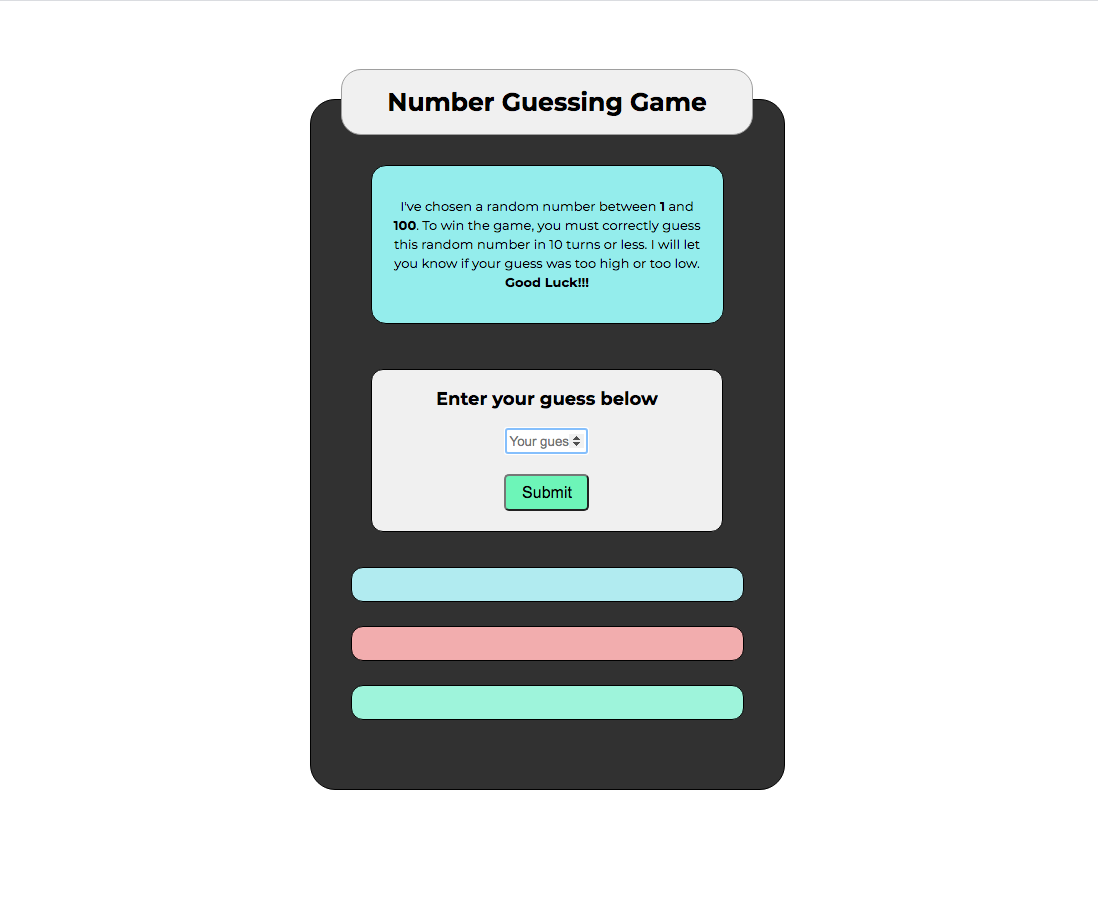 Number Guessing Game
I've chosen a random number between 1 and
100. To win the game, you must correctly guess
this random number in 10 turns or less. I will let
you know if your guess was too high or too low.
Good Luck!!!
Enter your guess below
Your gues
Submit